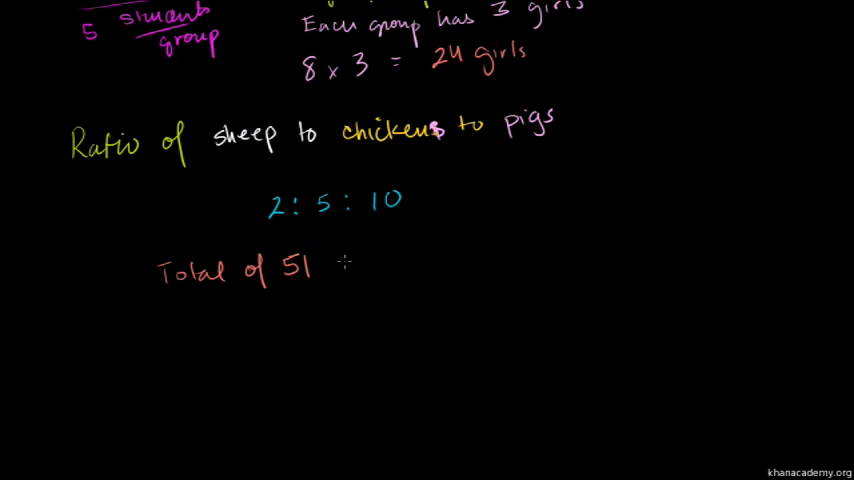 5 students
group
Each group has 3 girls
8 x 3 = 24 girls
Ratio of sheep to chickens to pigs
2 : 5 : 10
Total of 51
khanacademy.org